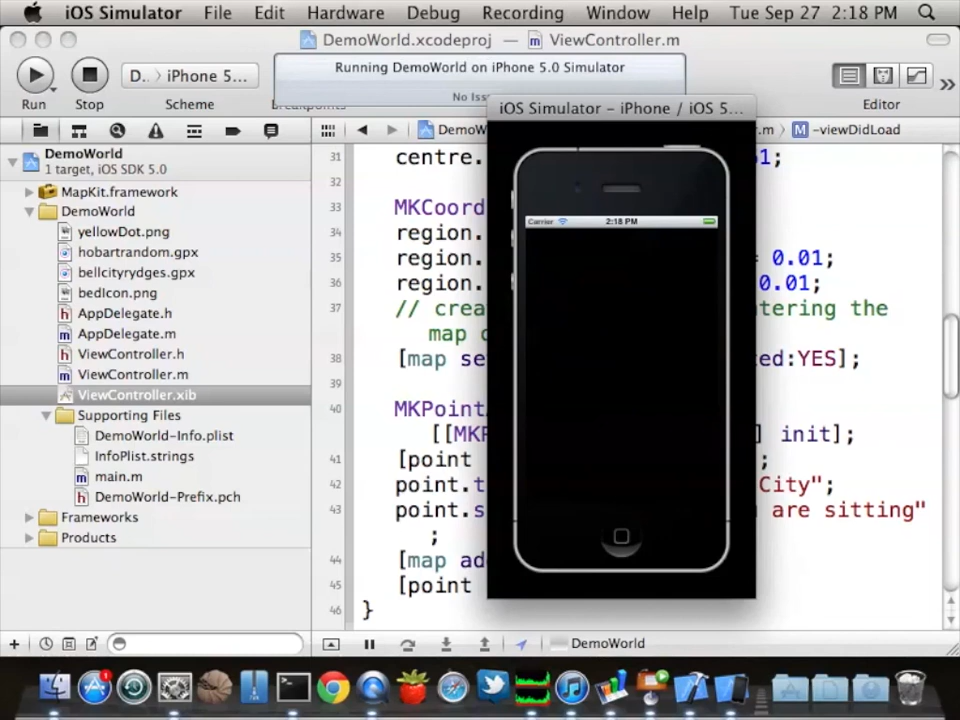 iOS Simulator File Edit Hardware Debug Recording Window Help Tue Sep 27 2:18 PM
DemoWorld.xcodeproj — ViewController.m
Running DemoWorld on iPhone 5.0 Simulator
D... iPhone 5...
No Iss
Run Stop Scheme Editor
iOS Simulator – iPhone / iOS 5...
DemoW .m -viewDidLoad
DemoWorld
1 target, iOS SDK 5.0
MapKit.framework
DemoWorld
yellowDot.png
hobartrandom.gpx
bellcityrydges.gpx
bedIcon.png
AppDelegate.h
AppDelegate.m
ViewController.h
ViewController.m
ViewController.xib
Supporting Files
DemoWorld-Info.plist
InfoPlist.strings
main.m
DemoWorld-Prefix.pch
Frameworks
Products
31 centre. 1;
32
33 MKCoord
34 region.
35 region. = 0.01;
36 region. 0.01;
37 // crea tering the
map c
38 [map se ed:YES];
39
40 MKPoint
[[MKP ] init];
41 [point ;
42 point.t City";
43 point.s are sitting"
;
44 [map ad
45 [point
46 }
Carrier 2:18 PM
DemoWorld
1